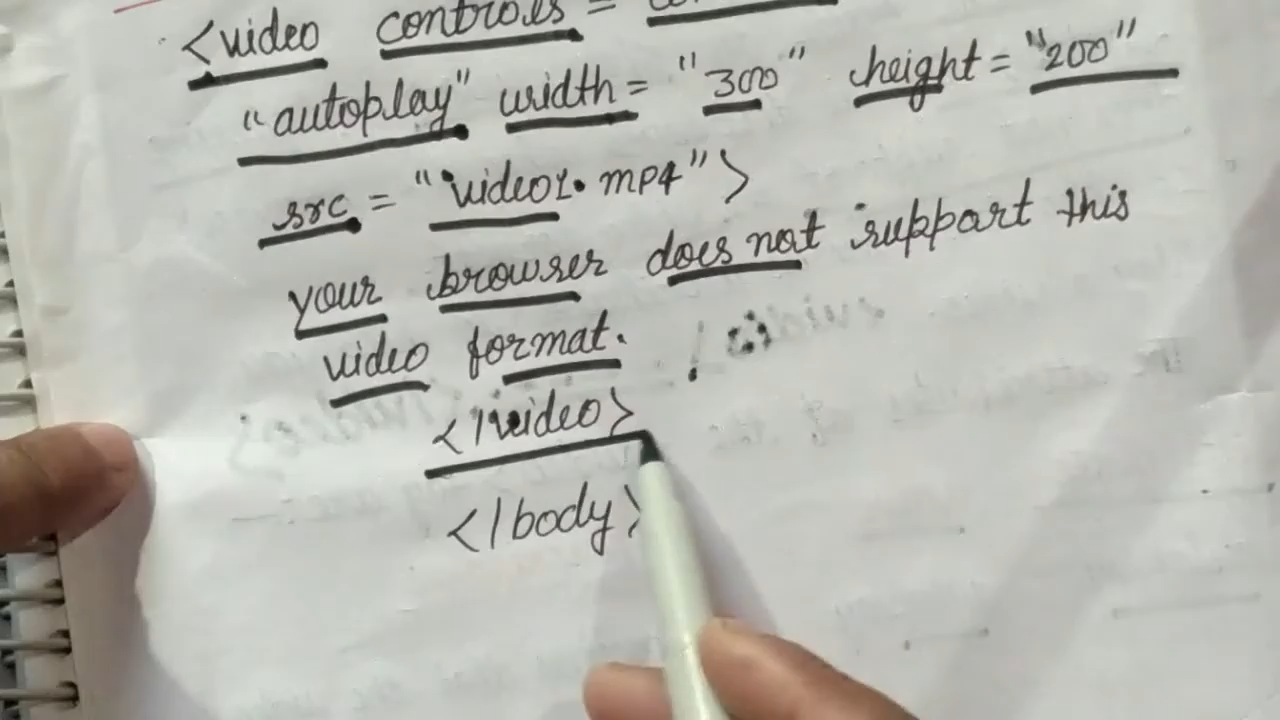 <video controls =
"autoplay" width = "300" height = "200"
src = "video1.mp4">
your browser does not support this
video format.
</video>
</body>